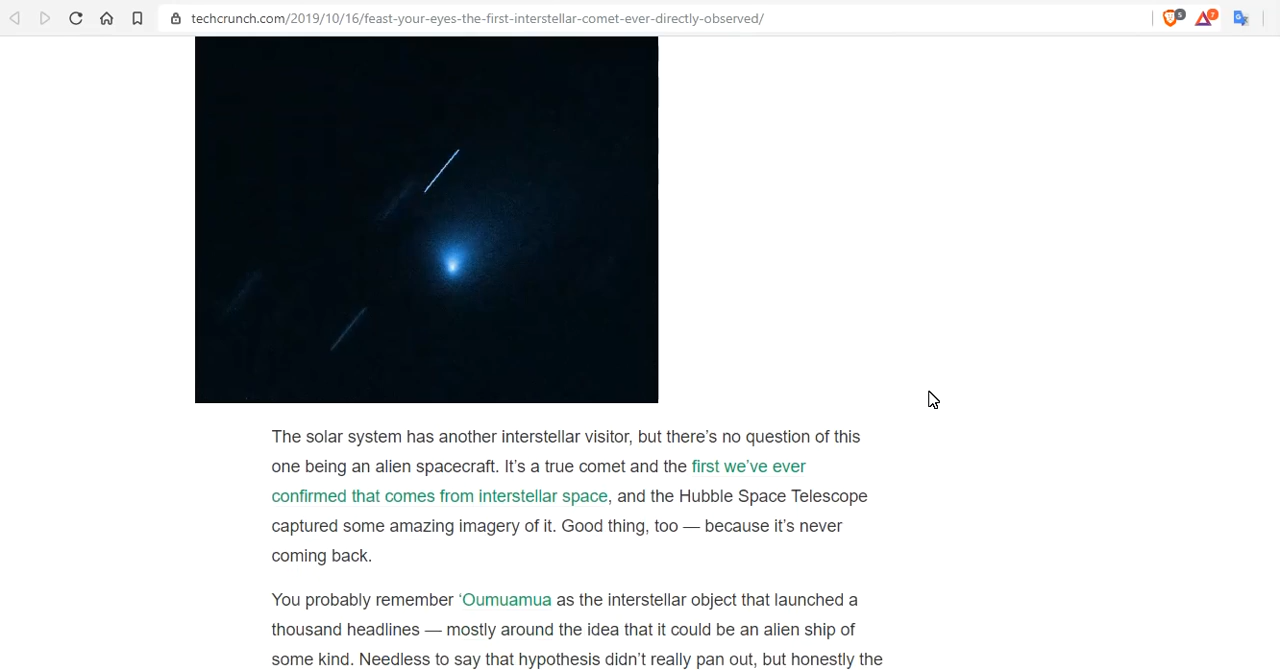 techcrunch.com/2019/10/16/feast-your-eyes-the-first-interstellar-comet-ever-directly-observed/
5
7
The solar system has another interstellar visitor, but there’s no question of this
one being an alien spacecraft. It’s a true comet and the first we’ve ever
confirmed that comes from interstellar space, and the Hubble Space Telescope
captured some amazing imagery of it. Good thing, too — because it’s never
coming back.
You probably remember ‘Oumuamua as the interstellar object that launched a
thousand headlines — mostly around the idea that it could be an alien ship of
some kind. Needless to say that hypothesis didn’t really pan out, but honestly the